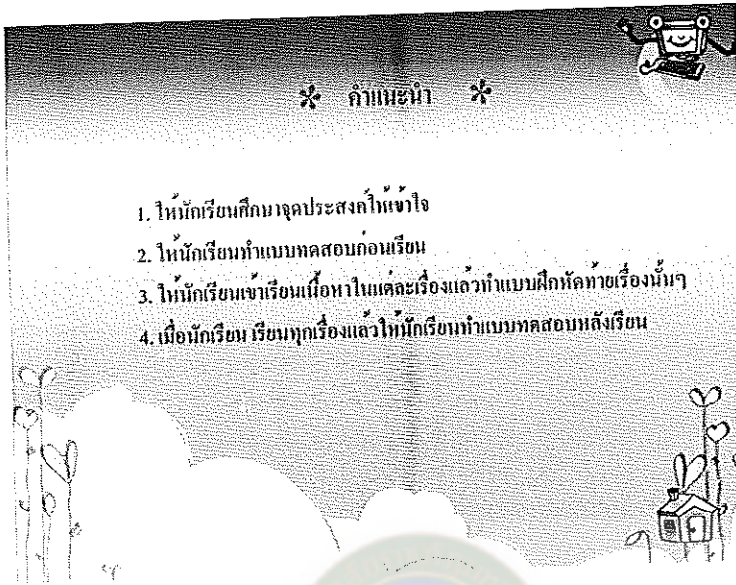 คำแนะนำ
1. ให้นักเรียนศึกษาจุดประสงค์ให้เข้าใจ
2. ให้นักเรียนทำแบบทดสอบก่อนเรียน
3. ให้นักเรียนเข้าเรียนเนื้อหาในแต่ละเรื่องแล้วทำแบบฝึกหัดท้ายเรื่องนั้นๆ
4. เมื่อนักเรียน เรียนทุกเรื่องแล้วให้นักเรียนทำแบบทดสอบหลังเรียน